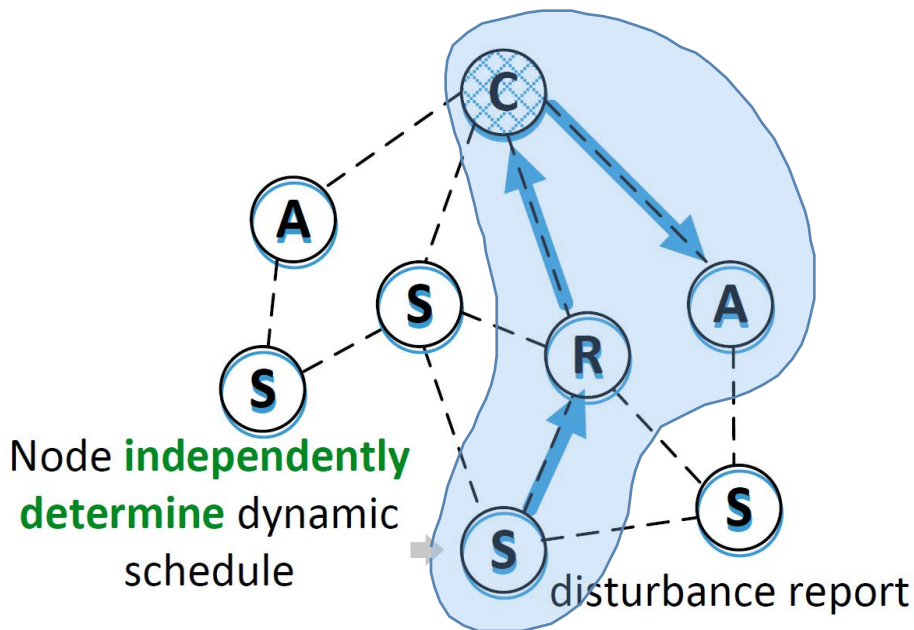 C
A
S
A
R
S
S
S
Node independently
determine dynamic
schedule
disturbance report